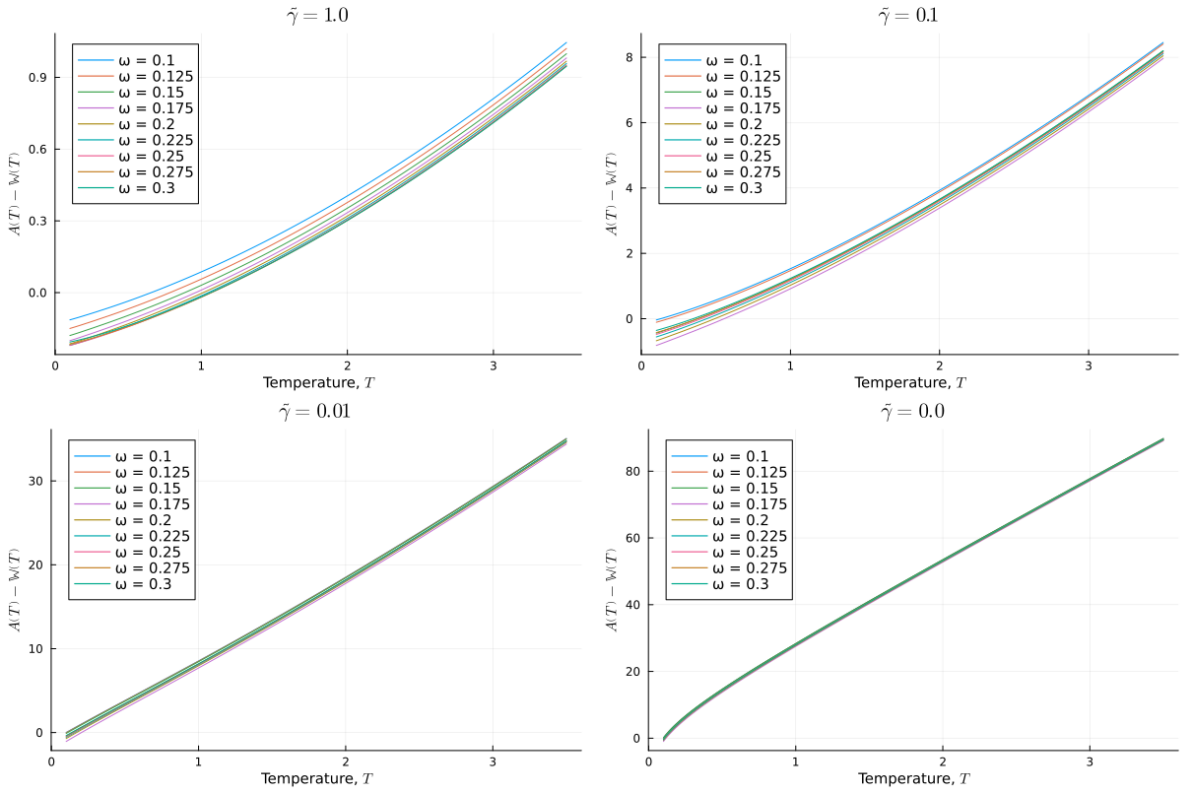 γ̃ = 1.0
ω = 0.1
ω = 0.125
ω = 0.15
ω = 0.175
ω = 0.2
ω = 0.225
ω = 0.25
ω = 0.275
ω = 0.3
0.9
0.6
0.3
0.0
A(T) − 𝕎(T)
0 1 2 3
Temperature, T
γ̃ = 0.1
ω = 0.1
ω = 0.125
ω = 0.15
ω = 0.175
ω = 0.2
ω = 0.225
ω = 0.25
ω = 0.275
ω = 0.3
8
6
4
2
0
A(T) − 𝕎(T)
0 1 2 3
Temperature, T
γ̃ = 0.01
ω = 0.1
ω = 0.125
ω = 0.15
ω = 0.175
ω = 0.2
ω = 0.225
ω = 0.25
ω = 0.275
ω = 0.3
30
20
10
0
A(T) − 𝕎(T)
0 1 2 3
Temperature, T
γ̃ = 0.0
ω = 0.1
ω = 0.125
ω = 0.15
ω = 0.175
ω = 0.2
ω = 0.225
ω = 0.25
ω = 0.275
ω = 0.3
80
60
40
20
0
A(T) − 𝕎(T)
0 1 2 3
Temperature, T